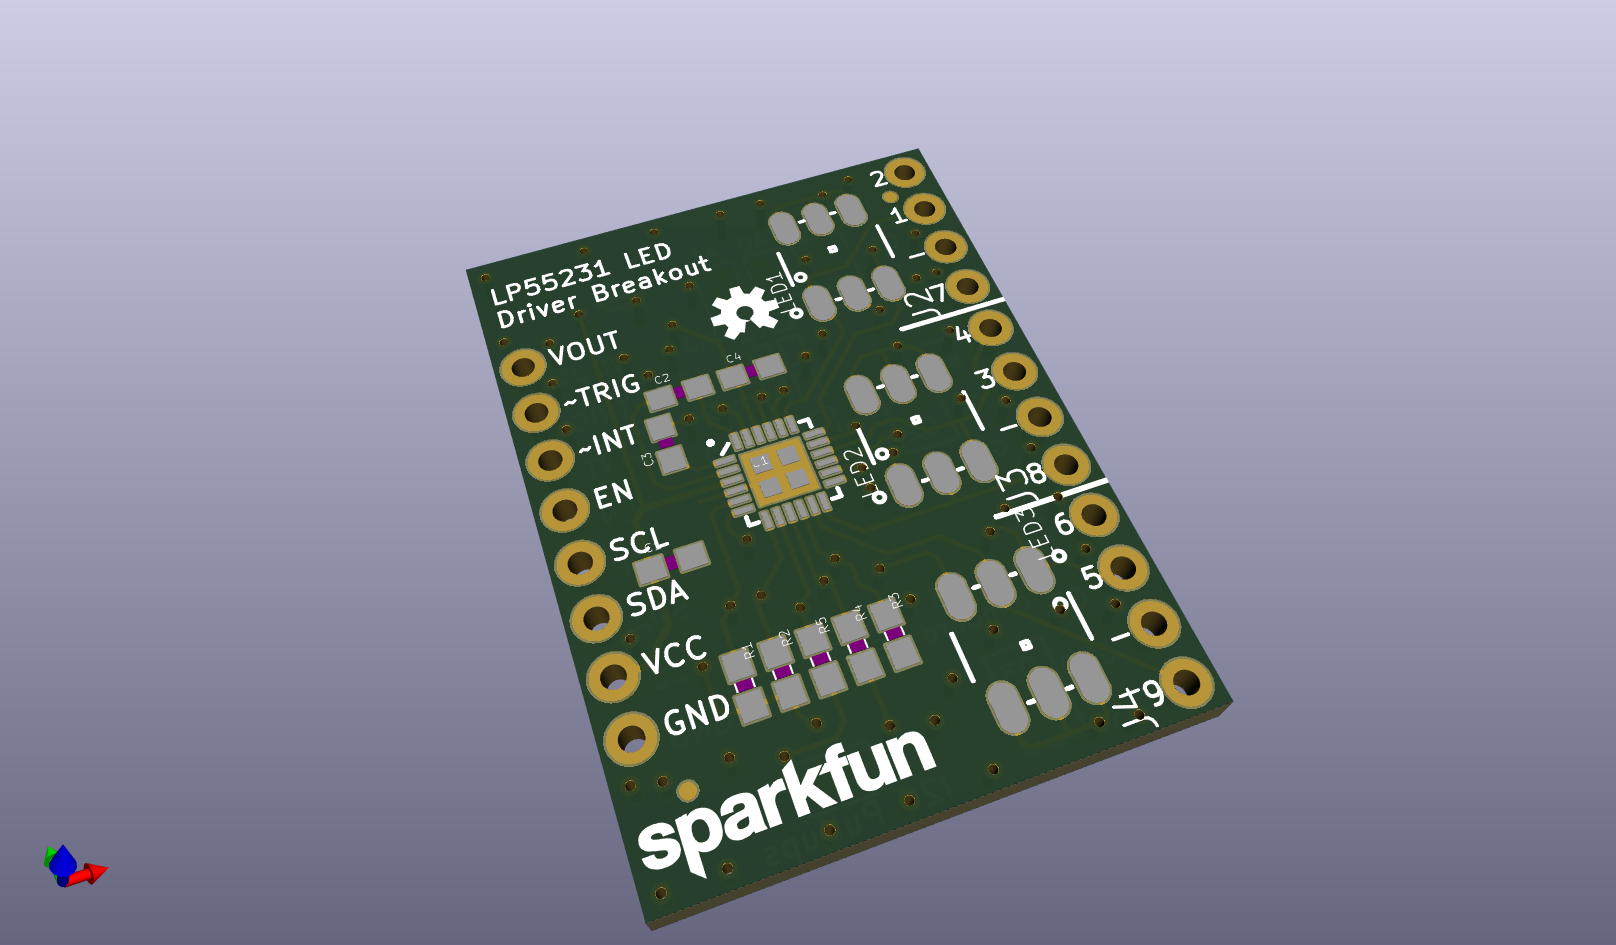 LP55231 LED
Driver Breakout
VOUT
~TRIG
~INT
EN
SCL
SDA
VCC
GND
C2
C4
C3
C1
R1
R2
R5
R4
R3
LED1
LED2
LED3
2
1
7
J2
4
3
8
J3
6
5
9
J4
sparkfun